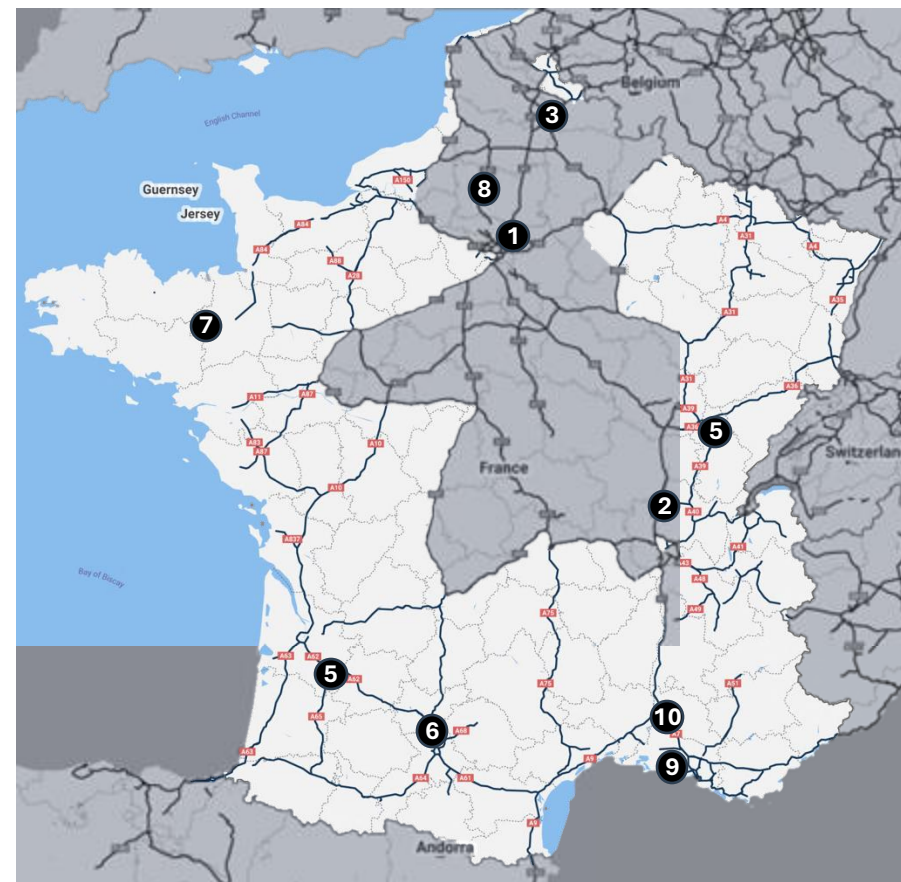 English Channel
Belgium
3
Guernsey
A150
8
Jersey
A84
A4
1
A31
A84
A4
A88
A28
A35
7
A31
A31
A36
A11
A87
A39
A36
5
A83
A87
A10
Switzerlan
France
A39
A10
2
A40
A837
A41
A43
Bay of Biscay
A48
A49
A75
A63
A62
5
A62
A75
A51
A65
10
6
A68
A7
A63
A9
9
A64
A61
Andorra
A9